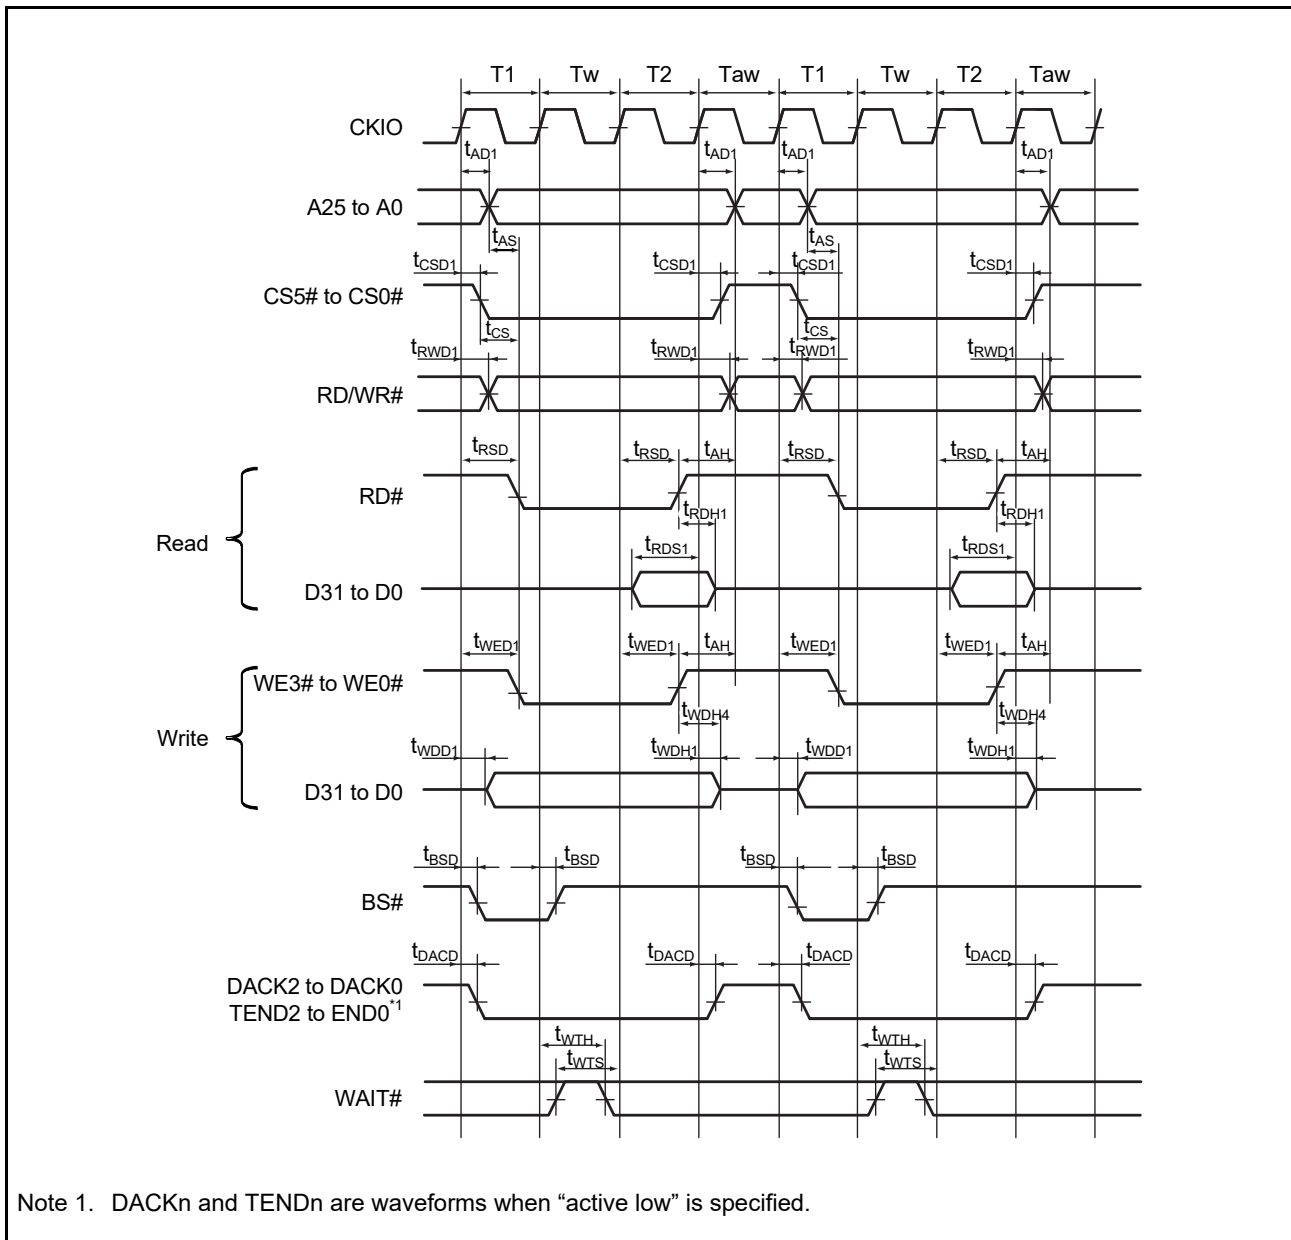 T1 Tw T2 Taw T1 Tw T2 Taw
CKIO
tAD1 tAD1 tAD1 tAD1
A25 to A0
tAS tAS
tCSD1 tCSD1 tCSD1 tCSD1
CS5# to CS0#
tCS tCS
tRWD1 tRWD1 tRWD1 tRWD1
RD/WR#
tRSD tRSD tAH tRSD tRSD tAH
RD#
tRDH1 tRDH1
Read
tRDS1 tRDS1
D31 to D0
tWED1 tWED1 tAH tWED1 tWED1 tAH
WE3# to WE0#
tWDH4 tWDH4
Write
tWDD1 tWDH1 tWDD1 tWDH1
D31 to D0
tBSD tBSD tBSD tBSD
BS#
tDACD tDACD tDACD tDACD
DACK2 to DACK0
TEND2 to END0*1
tWTH tWTH
tWTS tWTS
WAIT#
Note 1. DACKn and TENDn are waveforms when “active low” is specified.